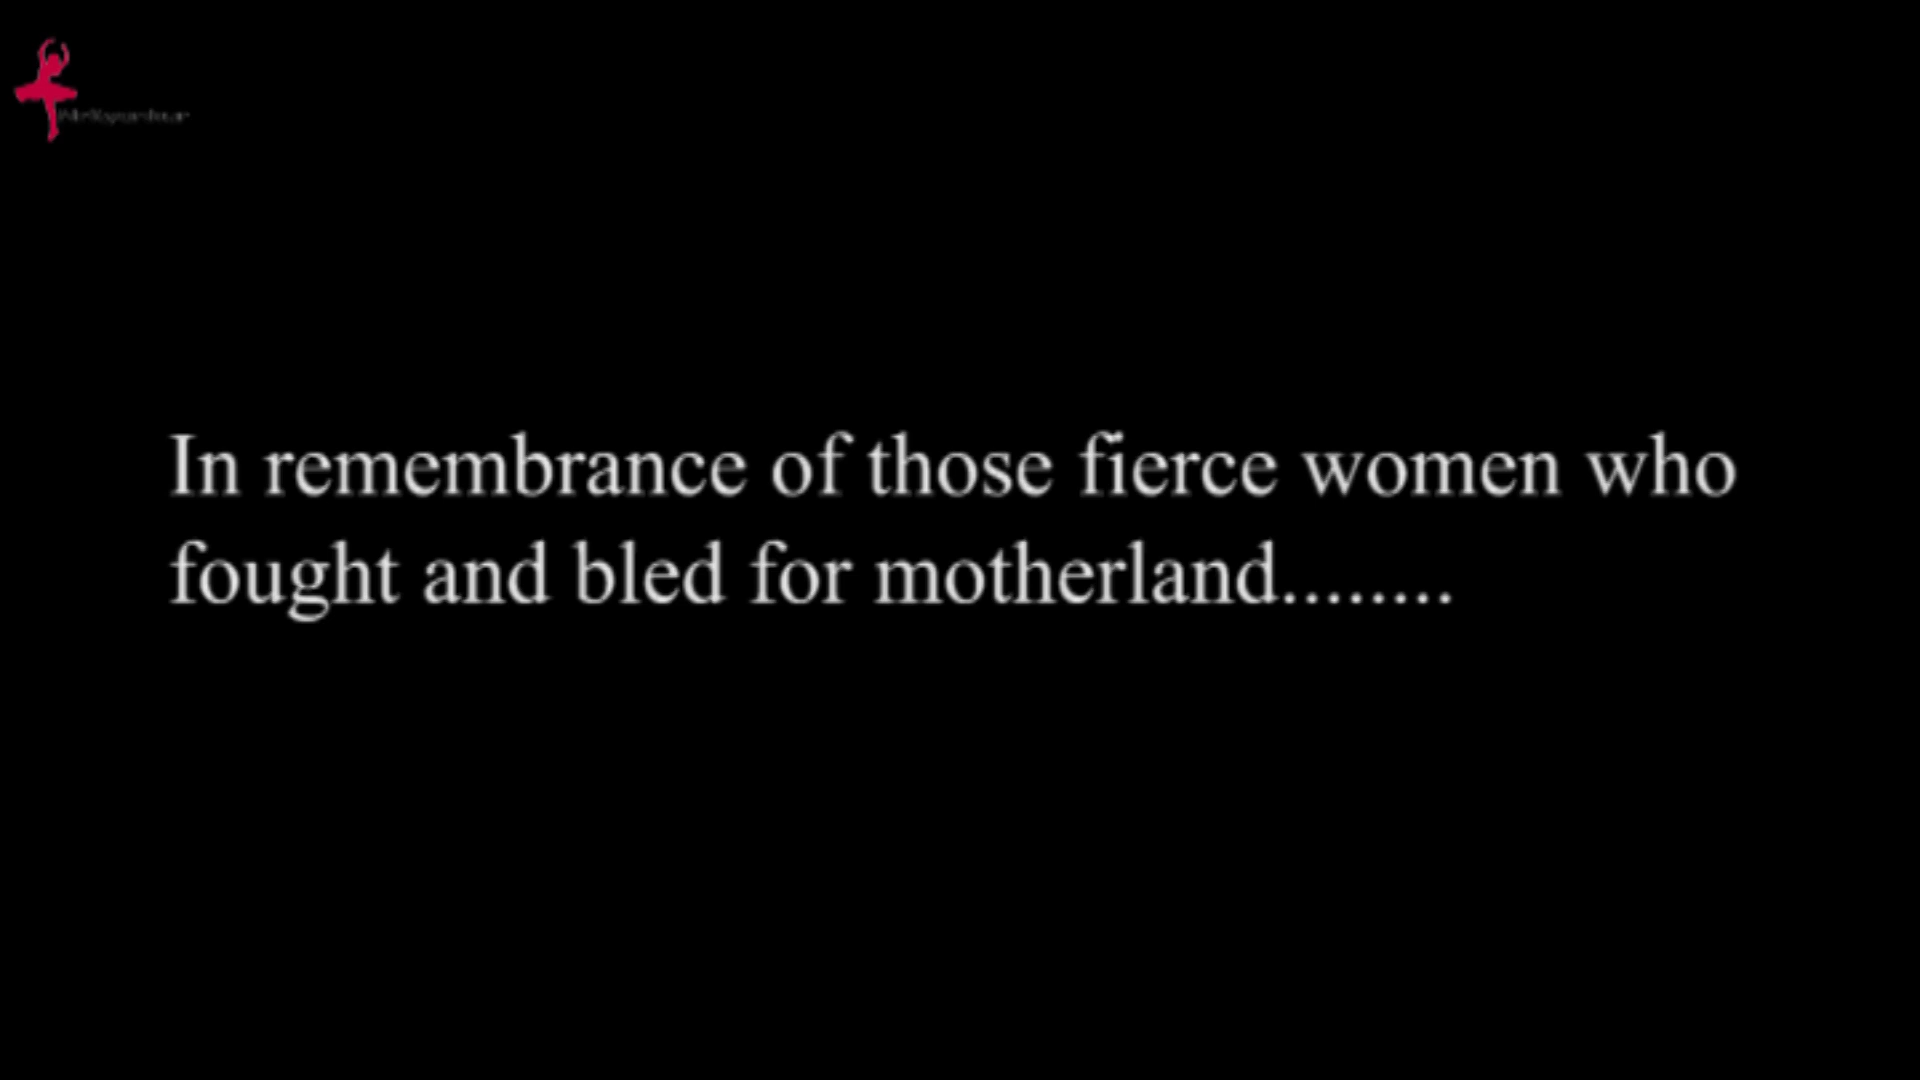 In remembrance of those fierce women who
fought and bled for motherland........